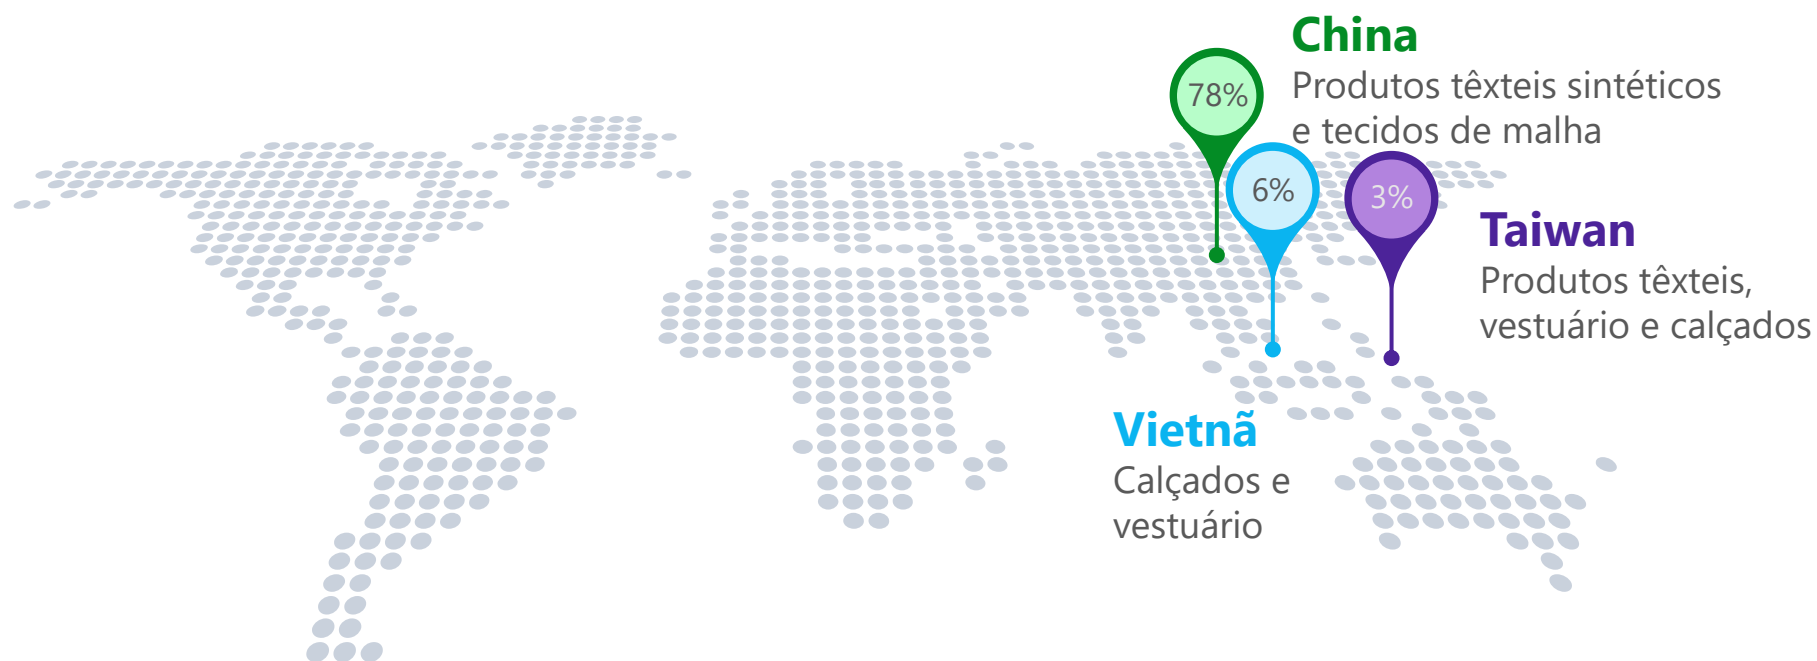 China
78%
Produtos têxteis sintéticos
e tecidos de malha
6%
3%
Taiwan
Produtos têxteis,
vestuário e calçados
Vietnã
Calçados e
vestuário